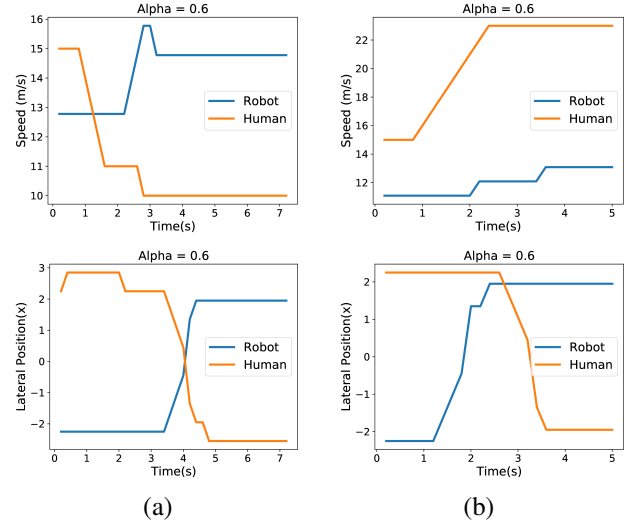 Alpha = 0.6
16
15
14
13
12
11
10
Speed (m/s)
Robot
Human
0 1 2 3 4 5 6 7
Time(s)
Alpha = 0.6
22
20
18
16
14
12
Speed (m/s)
Robot
Human
0 1 2 3 4 5
Time(s)
Alpha = 0.6
3
2
1
0
−1
−2
Lateral Position(x)
Robot
Human
0 1 2 3 4 5 6 7
Time(s)
Alpha = 0.6
2
1
0
−1
−2
Lateral Position(x)
Robot
Human
0 1 2 3 4 5
Time(s)
(a)
(b)